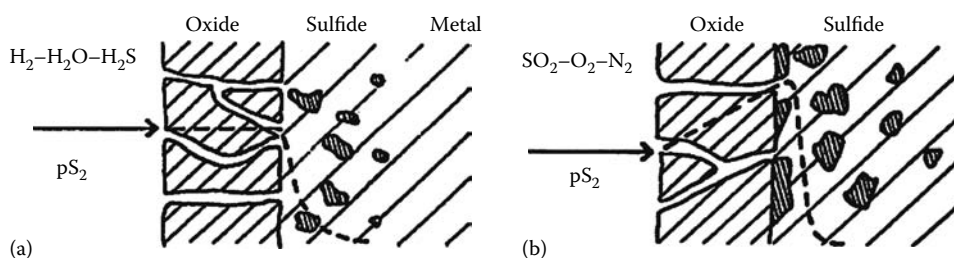 Oxide Sulfide Metal
H₂–H₂O–H₂S
pS₂
(a)
Oxide Sulfide
SO₂–O₂–N₂
pS₂
(b)